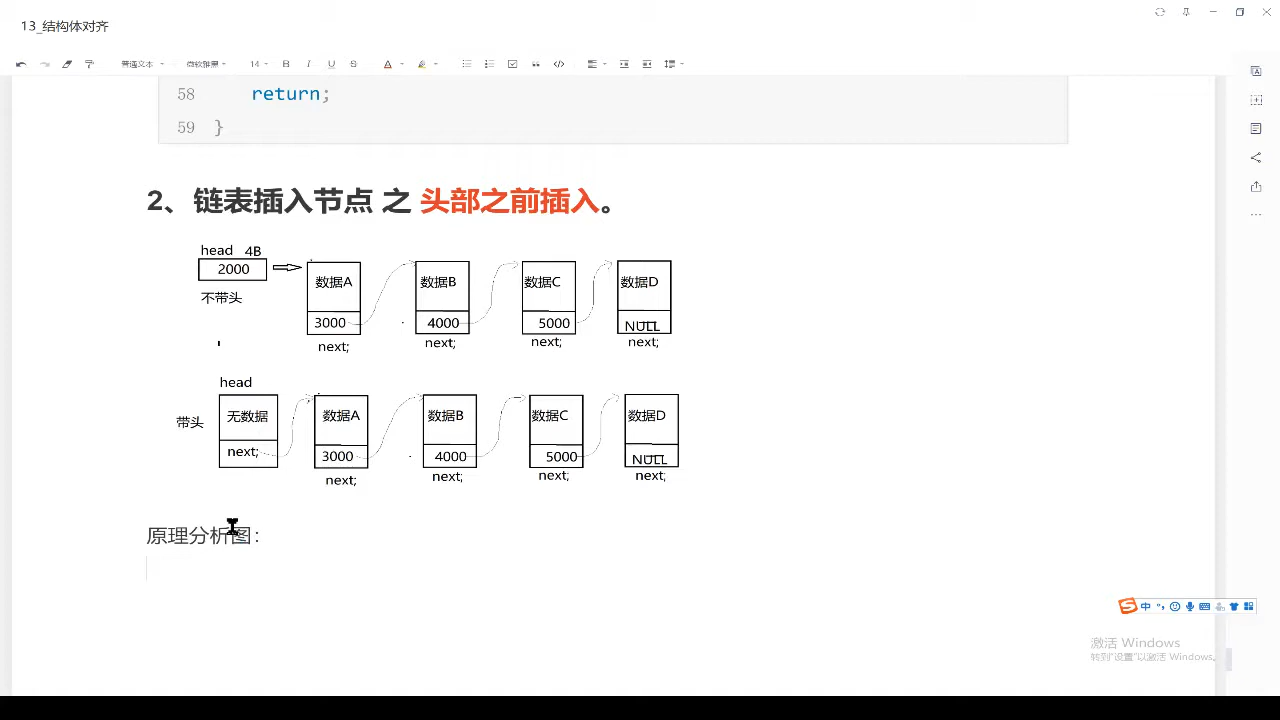 13_结构体对齐
普通文本 微软雅黑 14 B I U S A
58 return;
59 }
2、链表插入节点 之 头部之前插入。
head 4B
2000
不带头
数据A 数据B 数据C 数据D
3000 4000 5000 NULL
next; next; next; next;
head
带头 无数据 数据A 数据B 数据C 数据D
next; 3000 4000 5000 NULL
next; next; next; next;
原理分析图：
中
激活 Windows
转到"设置"以激活 Windows。